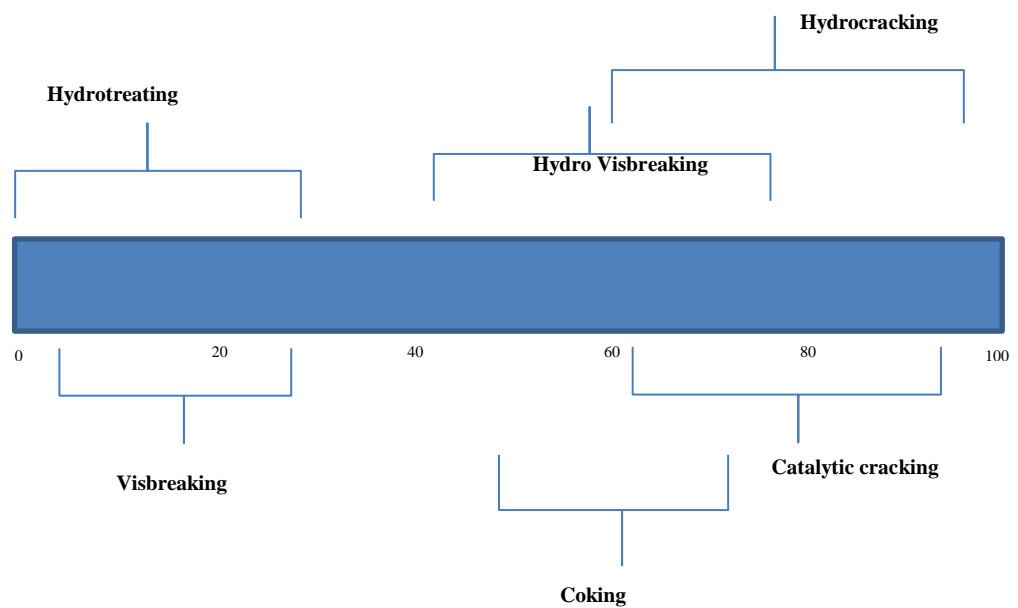 Hydrocracking
Hydrotreating
Hydro Visbreaking
0 20 40 60 80 100
Catalytic cracking
Visbreaking
Coking